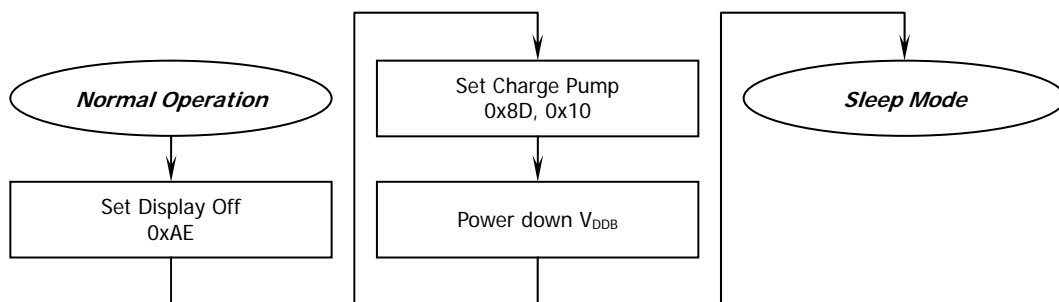 Normal Operation
Set Display Off
0xAE
Set Charge Pump
0x8D, 0x10
Power down VDDB
Sleep Mode